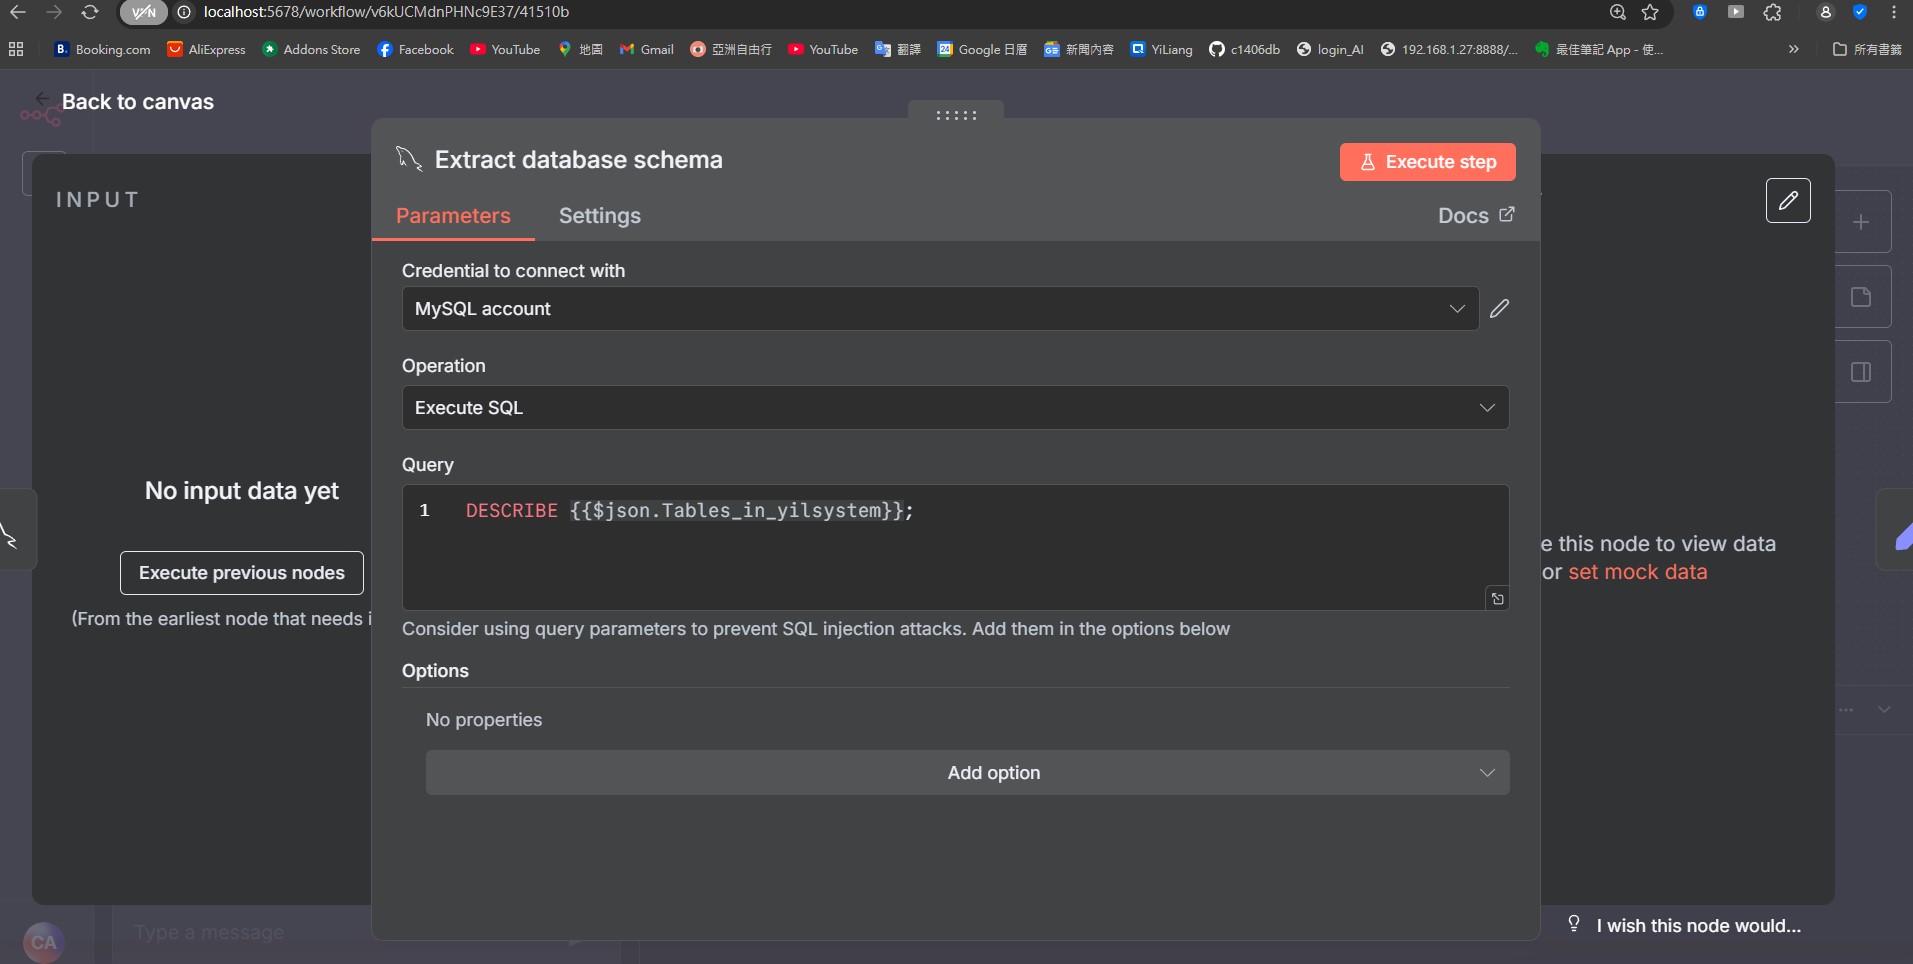 localhost:5678/workflow/v6kUCMdnPHNc9E37/41510b
Booking.com AliExpress Addons Store Facebook YouTube 地圖 Gmail 亞洲自由行 YouTube 翻譯 Google 日曆 新聞內容 YiLiang c1406db login_AI 192.168.1.27:8888/... 最佳筆記 App - 使... » 所有書籤
Back to canvas
Extract database schema
Execute step
INPUT
Parameters Settings Docs
Credential to connect with
MySQL account
Operation
Execute SQL
Query
1 DESCRIBE {{$json.Tables_in_yilsystem}};
No input data yet
Execute previous nodes
(From the earliest node that needs i
e this node to view data
or set mock data
Consider using query parameters to prevent SQL injection attacks. Add them in the options below
Options
No properties
Add option
CA
Type a message
I wish this node would...